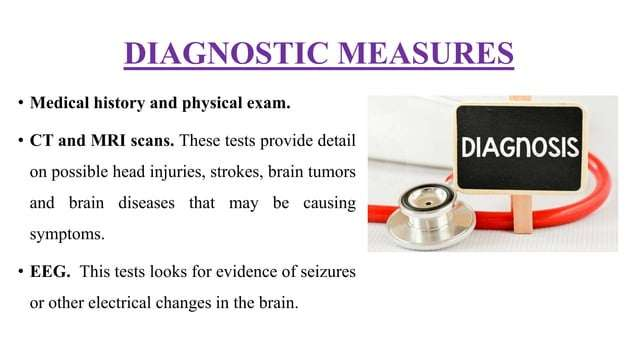 DIAGNOSTIC MEASURES
• Medical history and physical exam.
• CT and MRI scans. These tests provide detail
on possible head injuries, strokes, brain tumors
and brain diseases that may be causing
symptoms.
• EEG. This tests looks for evidence of seizures
or other electrical changes in the brain.
DIAGNOSIS